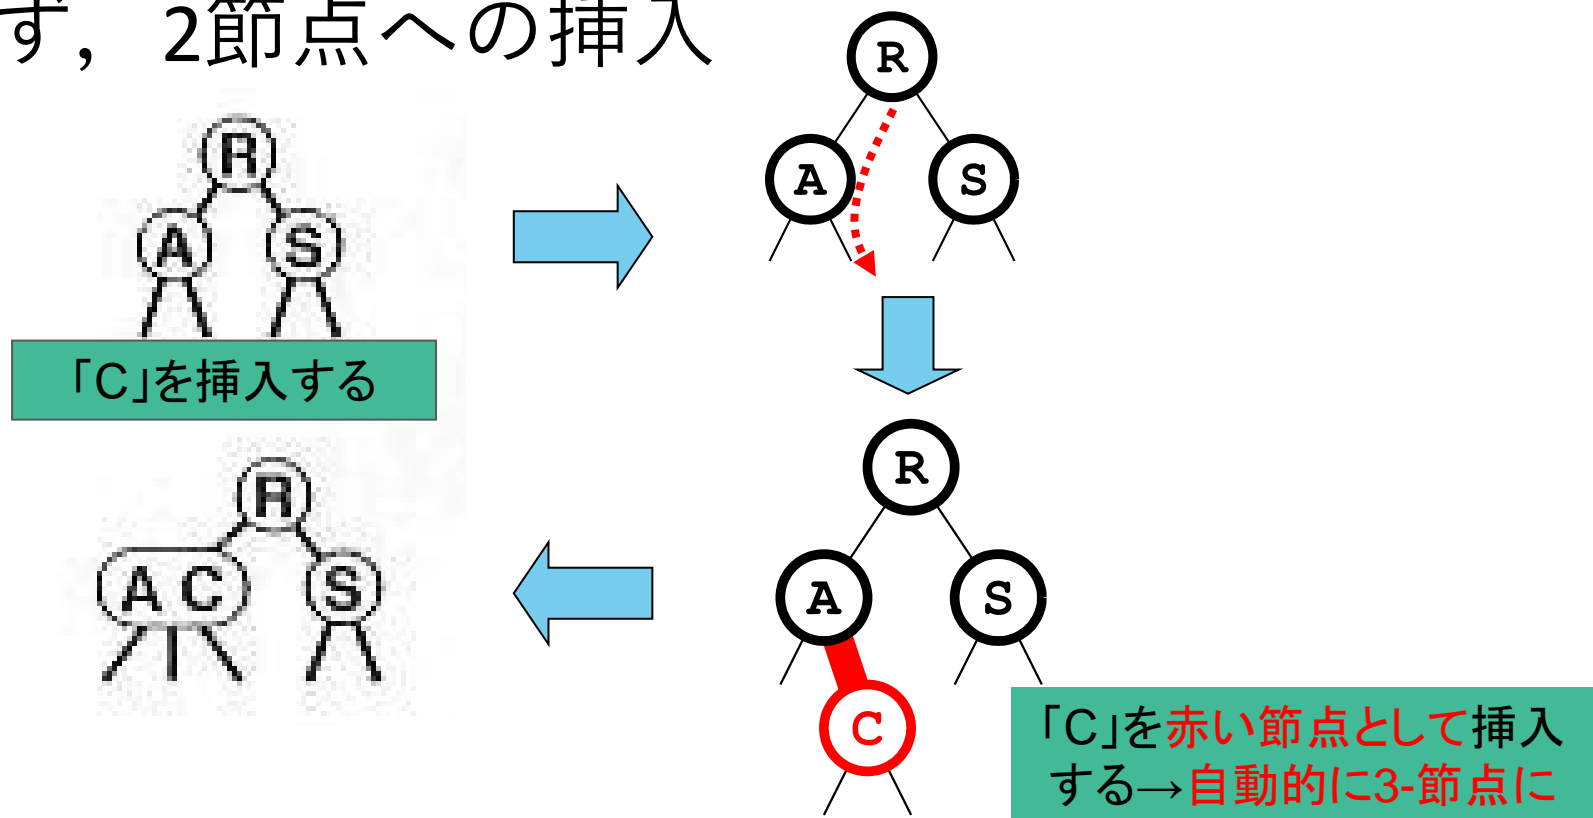 ず，2節点への挿入
R
A S
「C」を挿入する
R
A C S
R
A S
R
A S
C
「C」を赤い節点として挿入
する→自動的に3-節点に